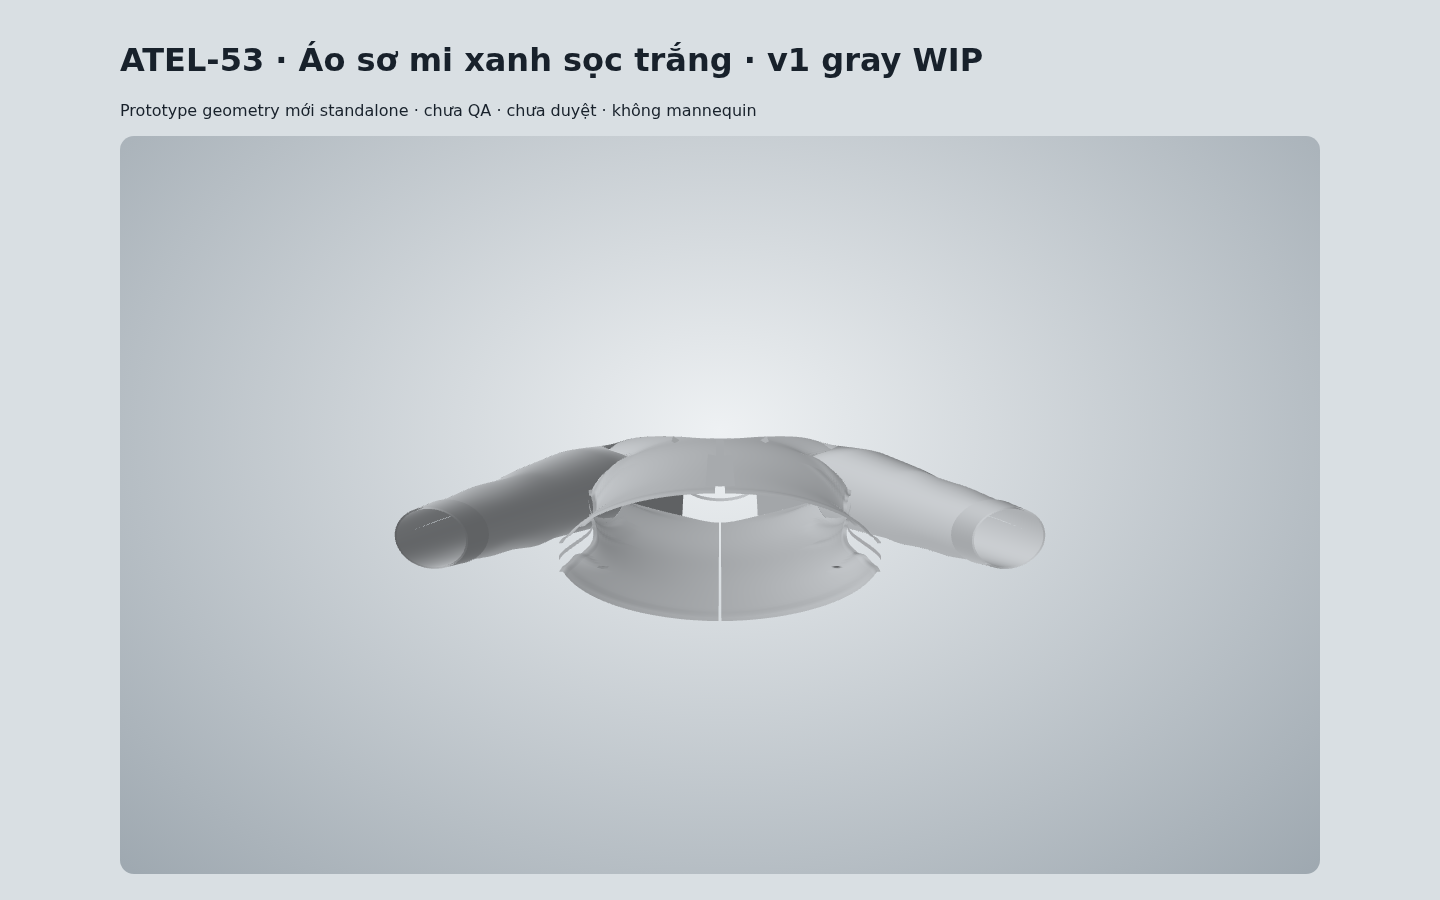 ATEL-53 · Áo sơ mi xanh sọc trắng · v1 gray WIP
Prototype geometry mới standalone · chưa QA · chưa duyệt · không mannequin